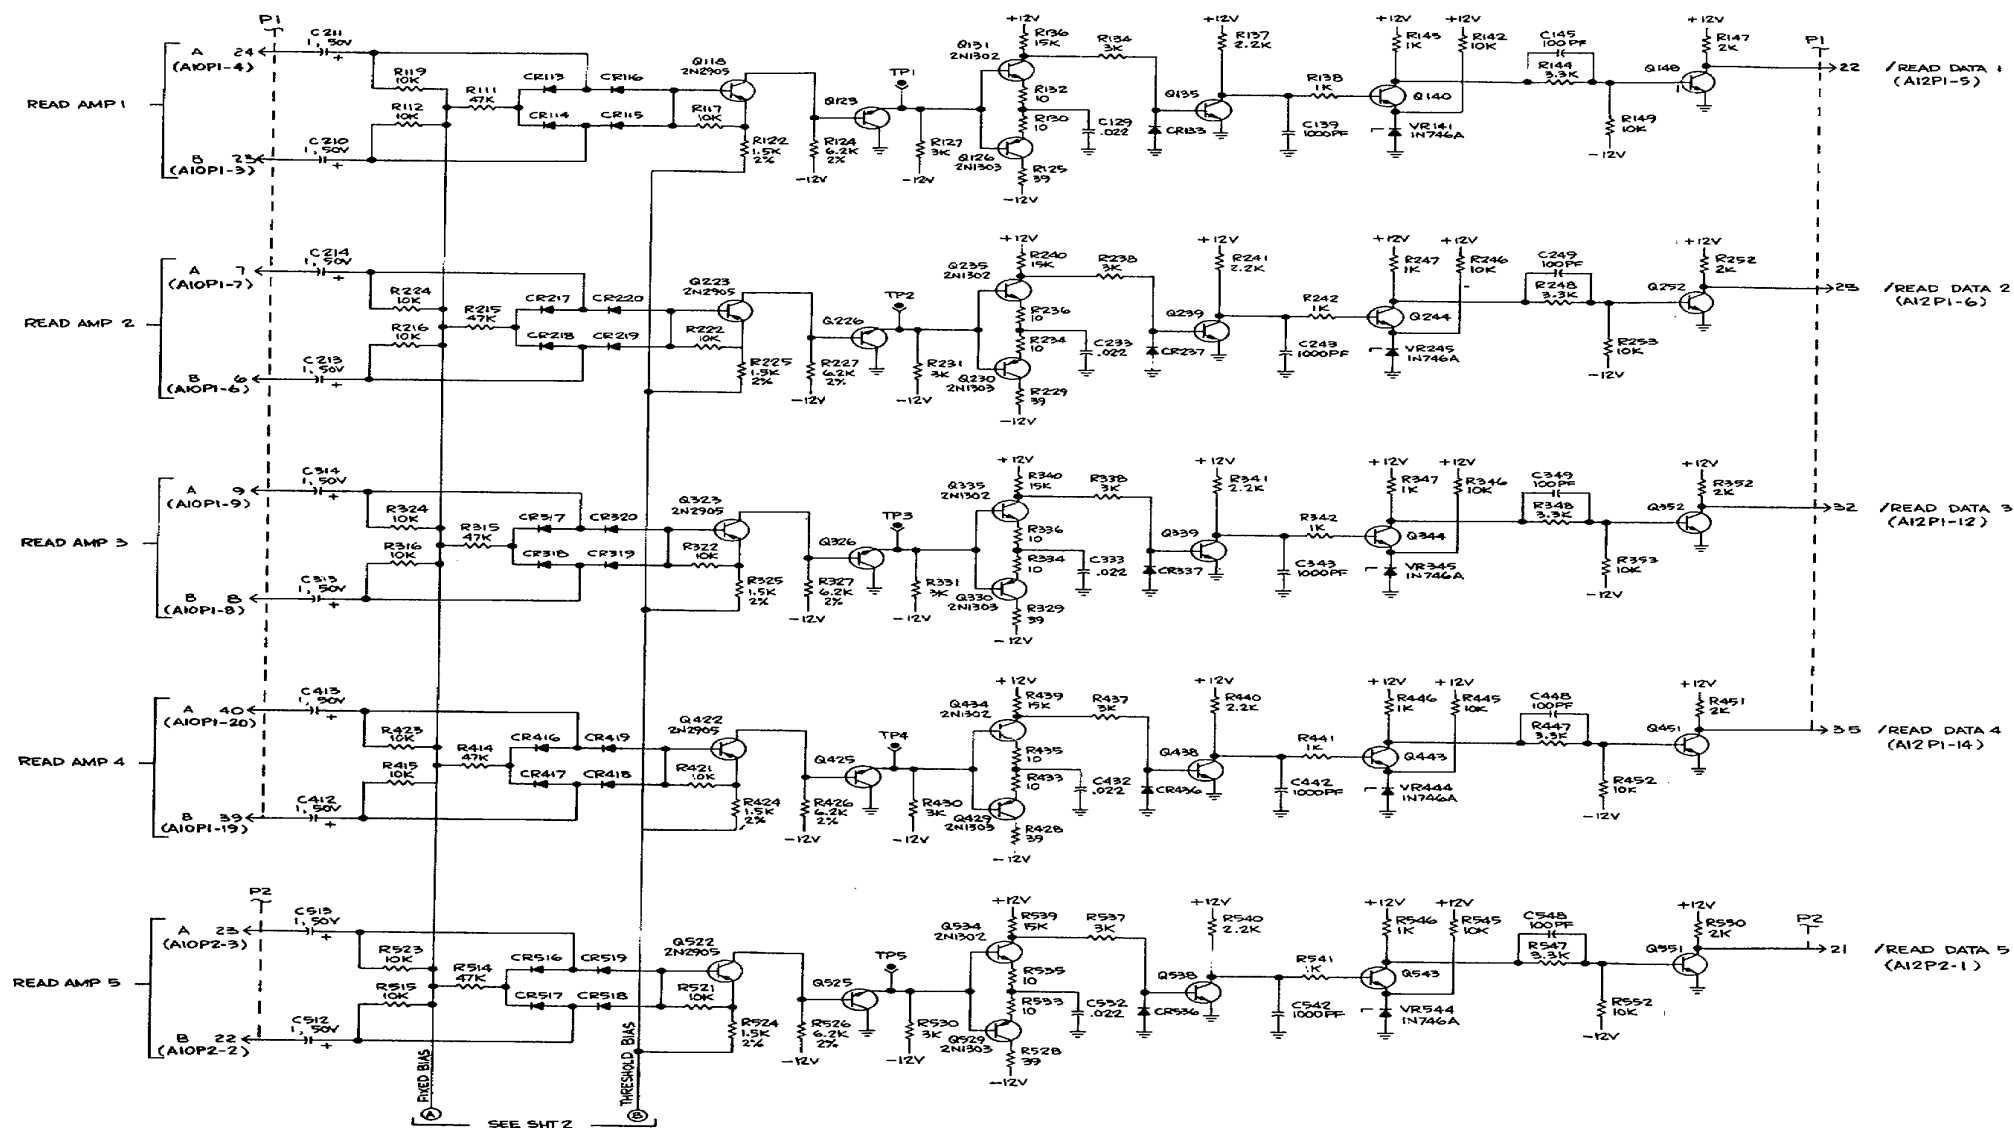 P1
READ AMP 1
A 24
(A10P1-4)
B 23
(A10P1-3)
C211
1, 50V
C210
1, 50V
R119
10K
R112
10K
R111
47K
CR113
CR116
CR114
CR115
R117
10K
Q118
2N2905
R122
1.5K
2%
R124
6.2K
2%
-12V
Q123
TP1
R127
3K
-12V
Q131
2N1302
+12V
R136
15K
R132
10
R130
10
Q126
2N1303
R125
39
-12V
C129
.022
R134
3K
CR133
Q135
+12V
R137
2.2K
C139
1000PF
R138
1K
+12V
R143
1K
+12V
R142
10K
Q140
VR141
1N746A
C145
100PF
R144
3.3K
R149
10K
-12V
Q148
+12V
R147
2K
P1
22
/READ DATA 1
(A12P1-5)
READ AMP 2
A 7
(A10P1-7)
B 6
(A10P1-6)
C214
1, 50V
C213
1, 50V
R224
10K
R216
10K
R215
47K
CR217
CR220
CR218
CR219
R222
10K
Q223
2N2905
R225
1.5K
2%
R227
6.2K
2%
-12V
Q226
TP2
R231
3K
-12V
Q235
2N1302
+12V
R240
15K
R236
10
R234
10
Q230
2N1303
R229
39
-12V
C233
.022
R238
3K
CR237
Q239
+12V
R241
2.2K
C243
1000PF
R242
1K
+12V
R247
1K
+12V
R246
10K
Q244
VR245
1N746A
C249
100PF
R248
3.3K
R253
10K
-12V
Q252
+12V
R252
2K
25
/READ DATA 2
(A12P1-6)
READ AMP 3
A 9
(A10P1-9)
B 8
(A10P1-8)
C314
1, 50V
C313
1, 50V
R324
10K
R316
10K
R315
47K
CR317
CR320
CR318
CR319
R322
10K
Q323
2N2905
R325
1.5K
2%
R327
6.2K
2%
-12V
Q326
TP3
R331
3K
-12V
Q335
2N1302
+12V
R340
15K
R336
10
R334
10
Q330
2N1303
R329
39
-12V
C333
.022
R338
3K
CR337
Q339
+12V
R341
2.2K
C343
1000PF
R342
1K
+12V
R347
1K
+12V
R346
10K
Q344
VR345
1N746A
C349
100PF
R348
3.3K
R353
10K
-12V
Q352
+12V
R352
2K
32
/READ DATA 3
(A12P1-12)
READ AMP 4
A 40
(A10P1-20)
B 39
(A10P1-19)
C413
1, 50V
C412
1, 50V
R423
10K
R415
10K
R414
47K
CR416
CR419
CR417
CR418
R421
10K
Q422
2N2905
R424
1.5K
2%
R426
6.2K
2%
-12V
Q425
TP4
R430
3K
-12V
Q434
2N1302
+12V
R439
15K
R435
10
R433
10
Q429
2N1303
R428
39
-12V
C432
.022
R437
3K
CR436
Q438
+12V
R440
2.2K
C442
1000PF
R441
1K
+12V
R446
1K
+12V
R445
10K
Q443
VR444
1N746A
C448
100PF
R447
3.3K
R452
10K
-12V
Q451
+12V
R451
2K
35
/READ DATA 4
(A12P1-14)
P2
READ AMP 5
A 23
(A10P2-3)
B 22
(A10P2-2)
C513
1, 50V
C512
1, 50V
R523
10K
R515
10K
R514
47K
CR516
CR519
CR517
CR518
R521
10K
Q522
2N2905
R524
1.5K
2%
R526
6.2K
2%
-12V
Q525
TP5
R530
3K
-12V
Q534
2N1302
+12V
R539
15K
R535
10
R533
10
Q529
2N1303
R528
39
-12V
C532
.022
R537
3K
CR536
Q538
+12V
R540
2.2K
C542
1000PF
R541
1K
+12V
R546
1K
+12V
R545
10K
Q543
VR544
1N746A
C548
100PF
R547
3.3K
R552
10K
-12V
Q551
+12V
R550
2K
P2
21
/READ DATA 5
(A12P2-1)
FIXED BIAS
THRESHOLD BIAS
A
B
SEE SHT 2